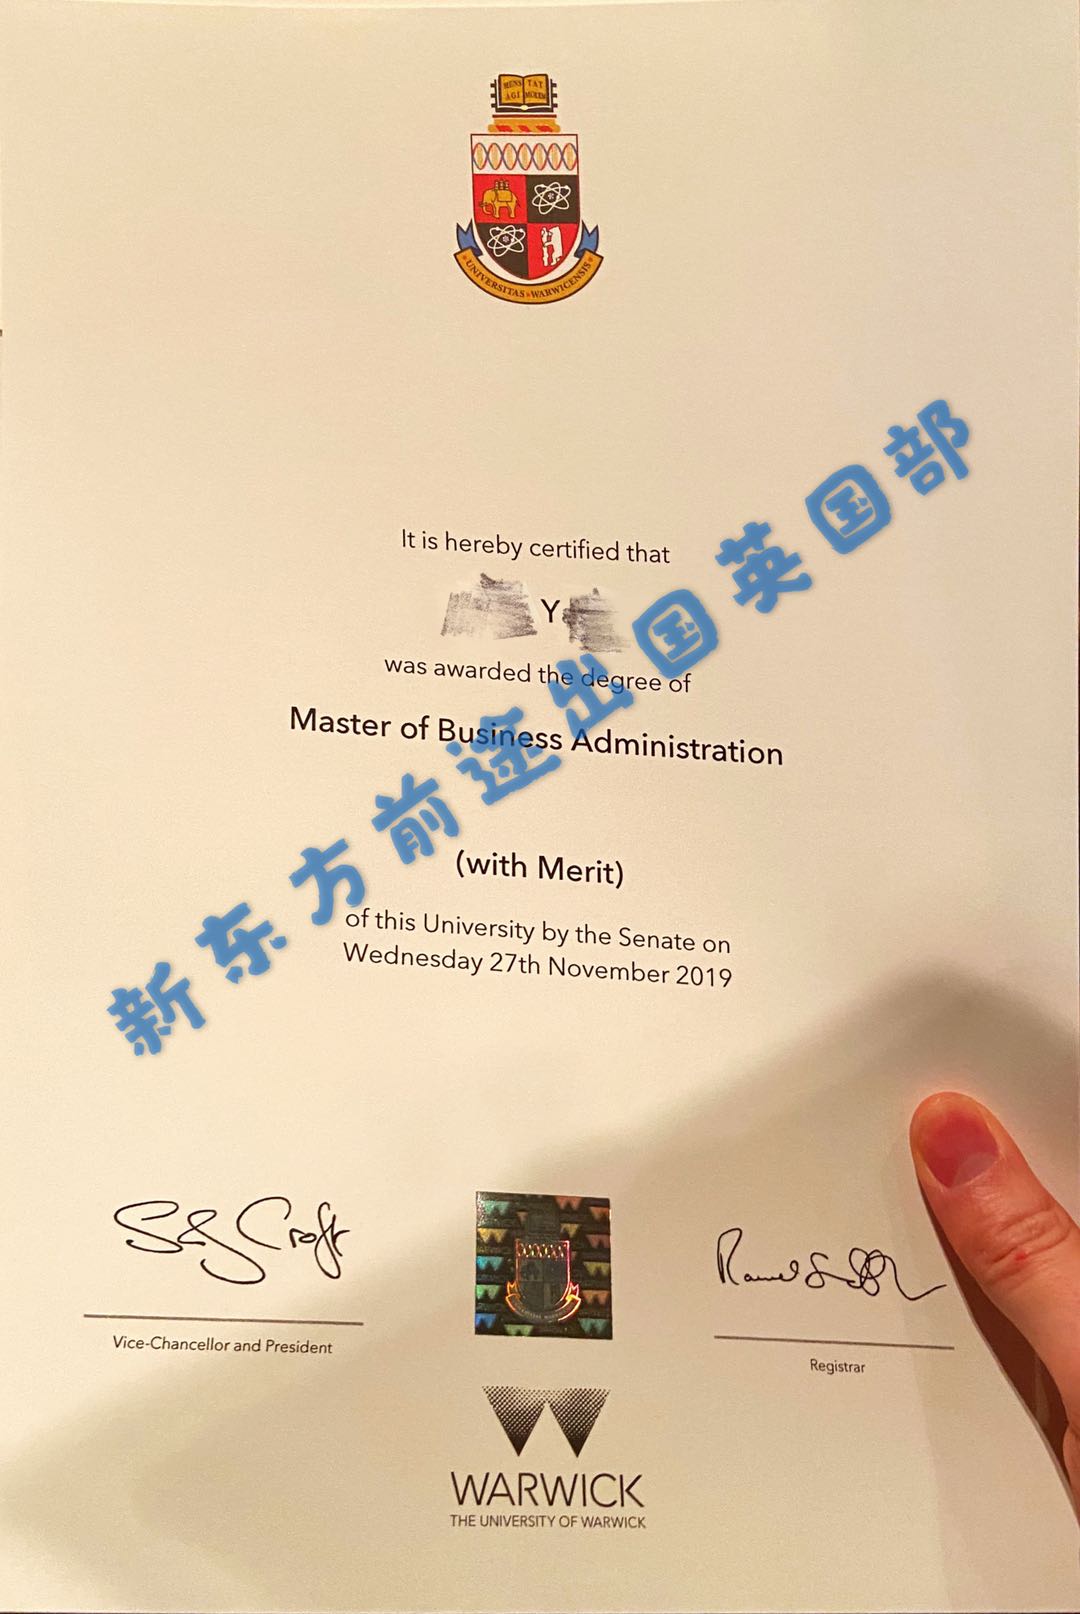 MENS TAT
AGI MOLEM
UNIVERSITAS WARWICENSIS
It is hereby certified that
Y
was awarded the degree of
Master of Business Administration
(with Merit)
of this University by the Senate on
Wednesday 27th November 2019
新东方前途出国英国部
S Croft
Vice-Chancellor and President
Registrar
WARWICK
THE UNIVERSITY OF WARWICK